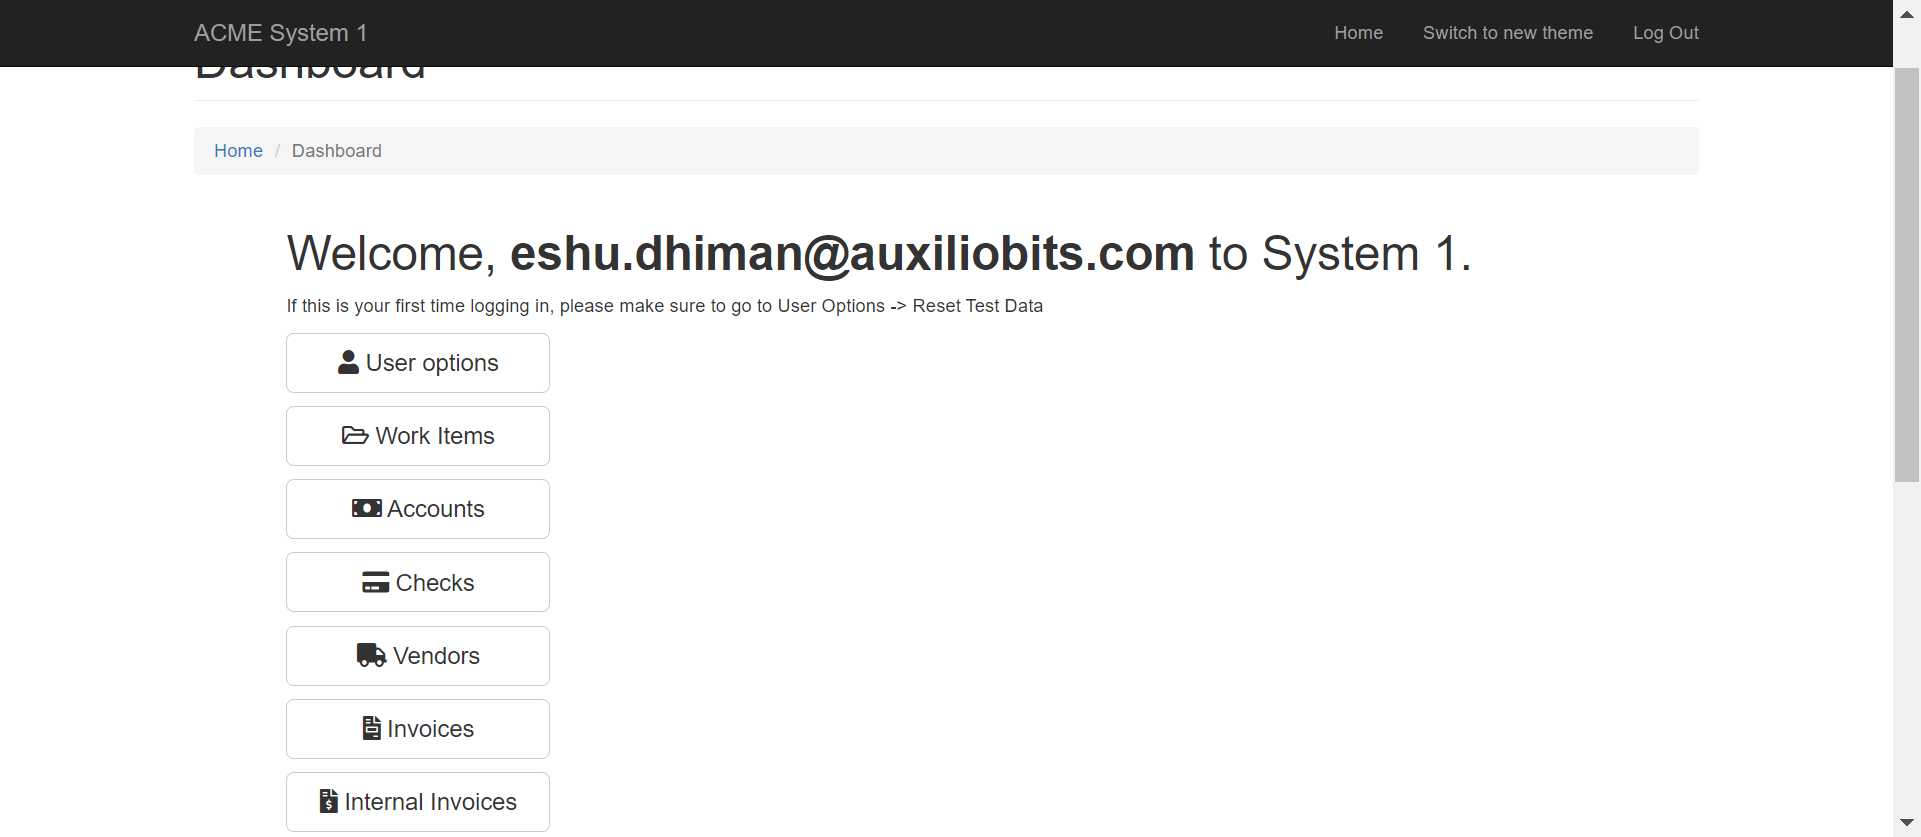 ACME System 1
Home
Switch to new theme
Log Out
Dashboard
Home / Dashboard
Welcome, eshu.dhiman@auxiliobits.com to System 1.
If this is your first time logging in, please make sure to go to User Options -> Reset Test Data
User options
Work Items
Accounts
Checks
Vendors
Invoices
Internal Invoices